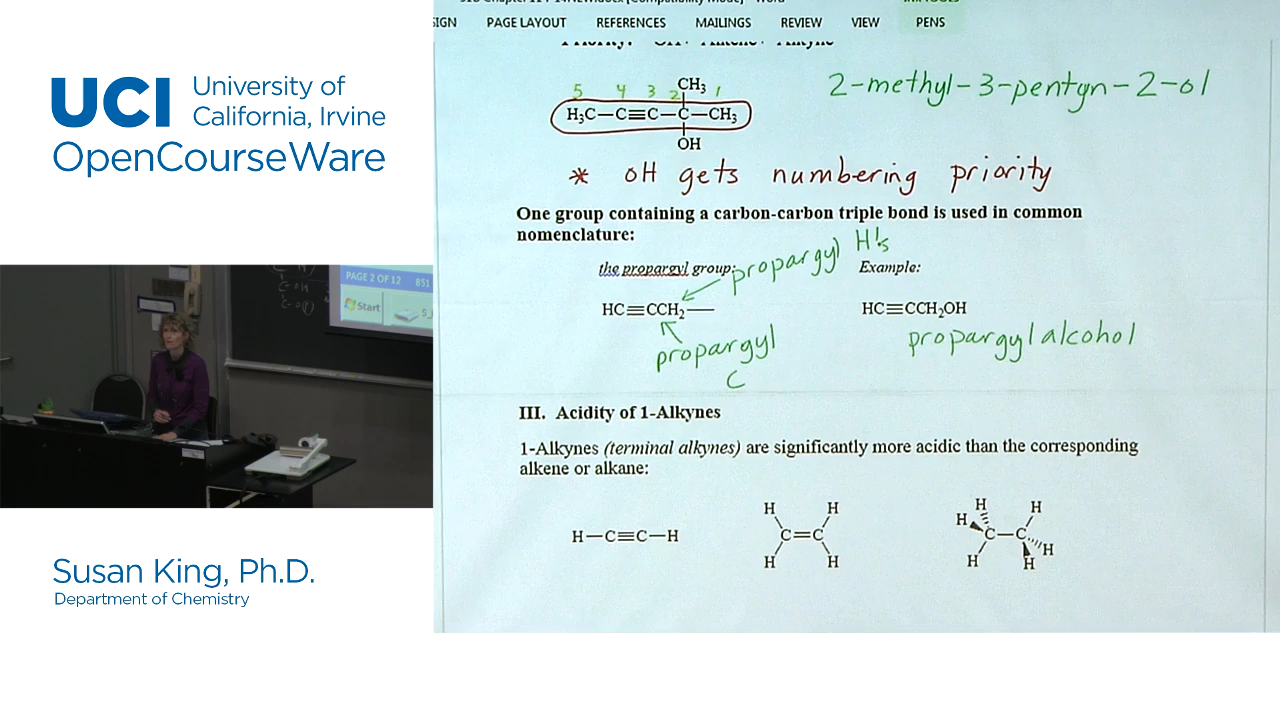 UCI University of
California, Irvine
OpenCourseWare
PAGE LAYOUT REFERENCES MAILINGS REVIEW VIEW PENS
5 4 3 2 CH₃ 1
H₃C—C≡C—C—CH₃
OH
2-methyl-3-pentyn-2-ol
* OH gets numbering priority
One group containing a carbon-carbon triple bond is used in common
nomenclature:
the propargyl group:
propargyl H's
Example:
HC≡CCH₂—
HC≡CCH₂OH
propargyl
C
propargyl alcohol
III. Acidity of 1-Alkynes
1-Alkynes (terminal alkynes) are significantly more acidic than the corresponding
alkene or alkane:
H—C≡C—H
H H
C=C
H H
H H
H
C—C
H
H H
PAGE 2 OF 12 851
Start
Susan King, Ph.D.
Department of Chemistry